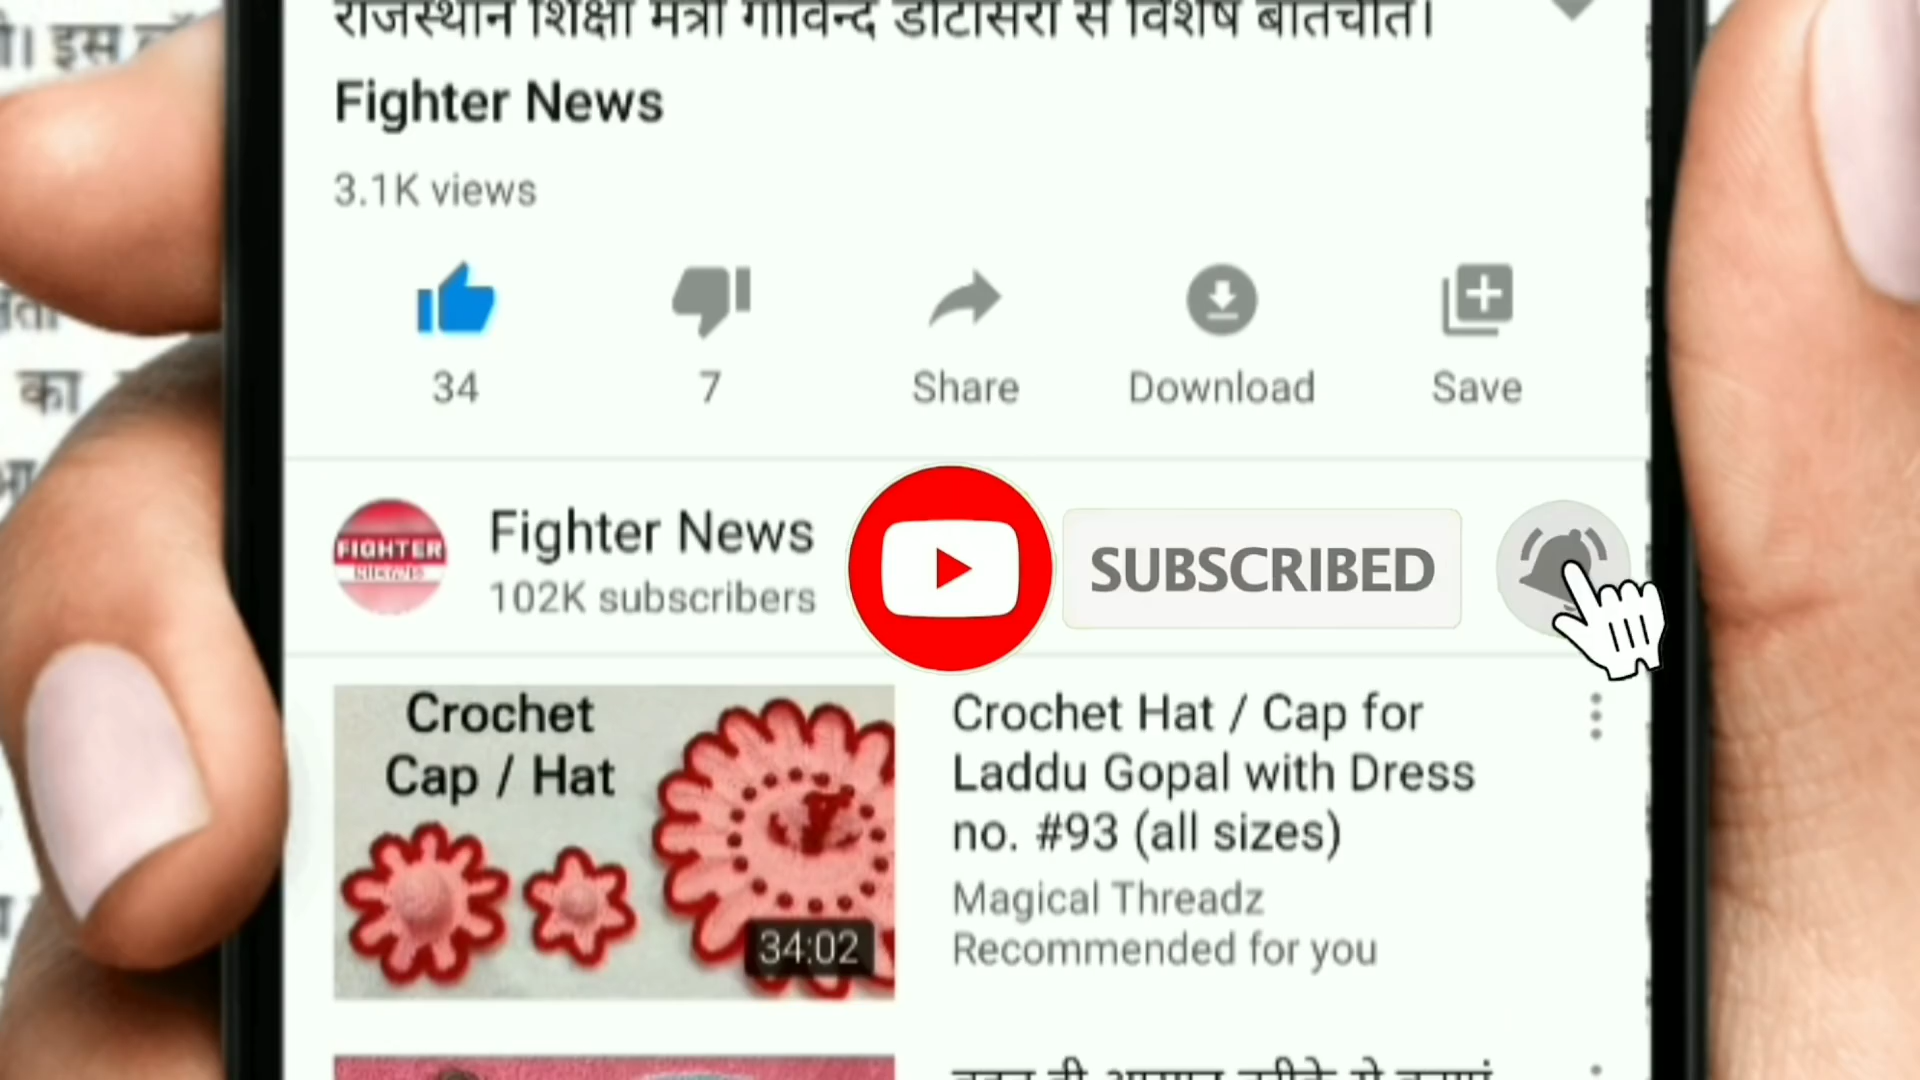 राजस्थान शिक्षा मंत्री गोविन्द डोटासरा से विशेष बातचीत।
Fighter News
3.1K views
34
7
Share
Download
Save
इस
का
FIGHTER
Fighter News
102K subscribers
SUBSCRIBED
Crochet
Cap / Hat
34:02
Crochet Hat / Cap for
Laddu Gopal with Dress
no. #93 (all sizes)
Magical Threadz
Recommended for you